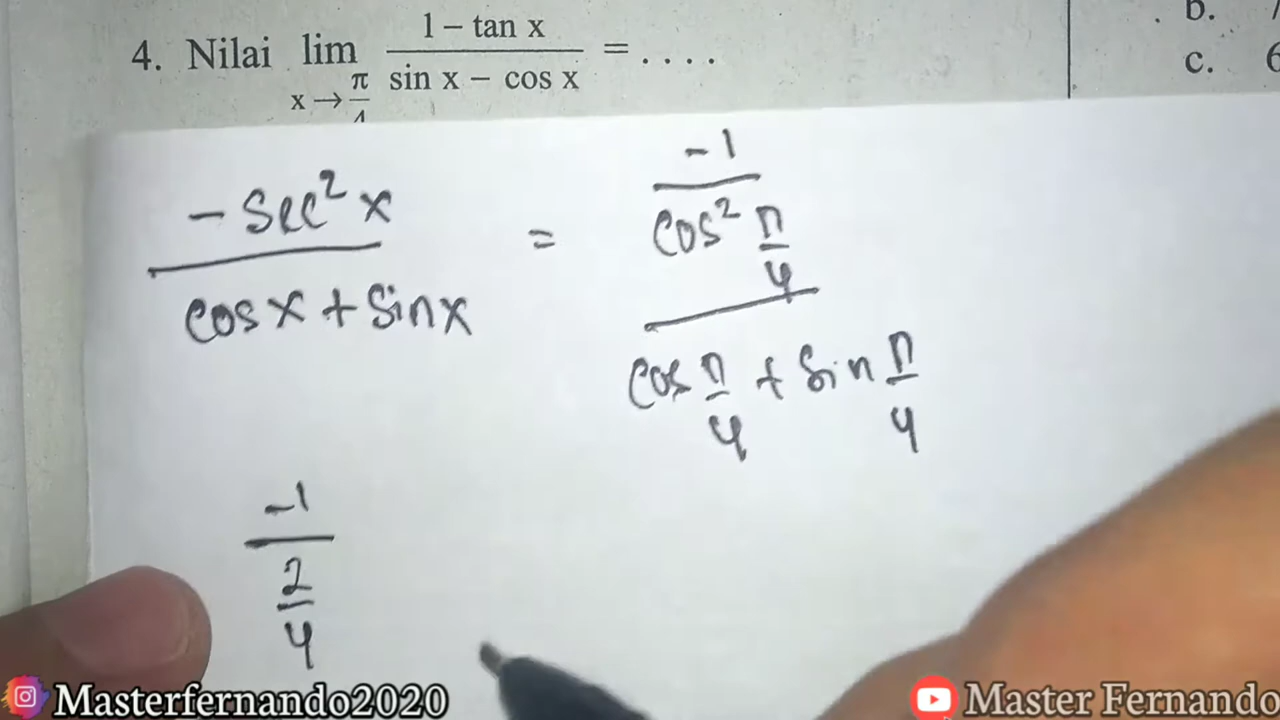 4. Nilai lim 1 – tan x / sin x – cos x = . . . .
x → π/4
b.
c. 6
- sec² x / cos x + sin x = -1 / cos² π/4 / cos π/4 + sin π/4
-1 / 2/4
Masterfernando2020
Master Fernando